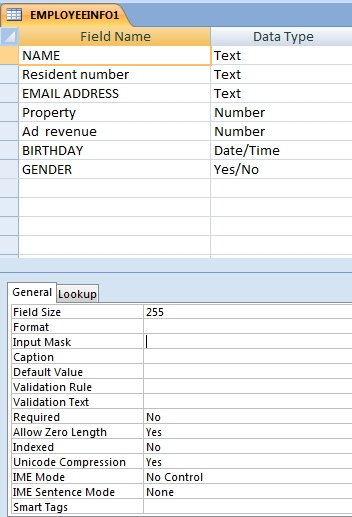 EMPLOYEEINFO1
Field Name Data Type
NAME Text
Resident number Text
EMAIL ADDRESS Text
Property Number
Ad revenue Number
BIRTHDAY Date/Time
GENDER Yes/No
General Lookup
Field Size 255
Format
Input Mask
Caption
Default Value
Validation Rule
Validation Text
Required No
Allow Zero Length Yes
Indexed No
Unicode Compression Yes
IME Mode No Control
IME Sentence Mode None
Smart Tags